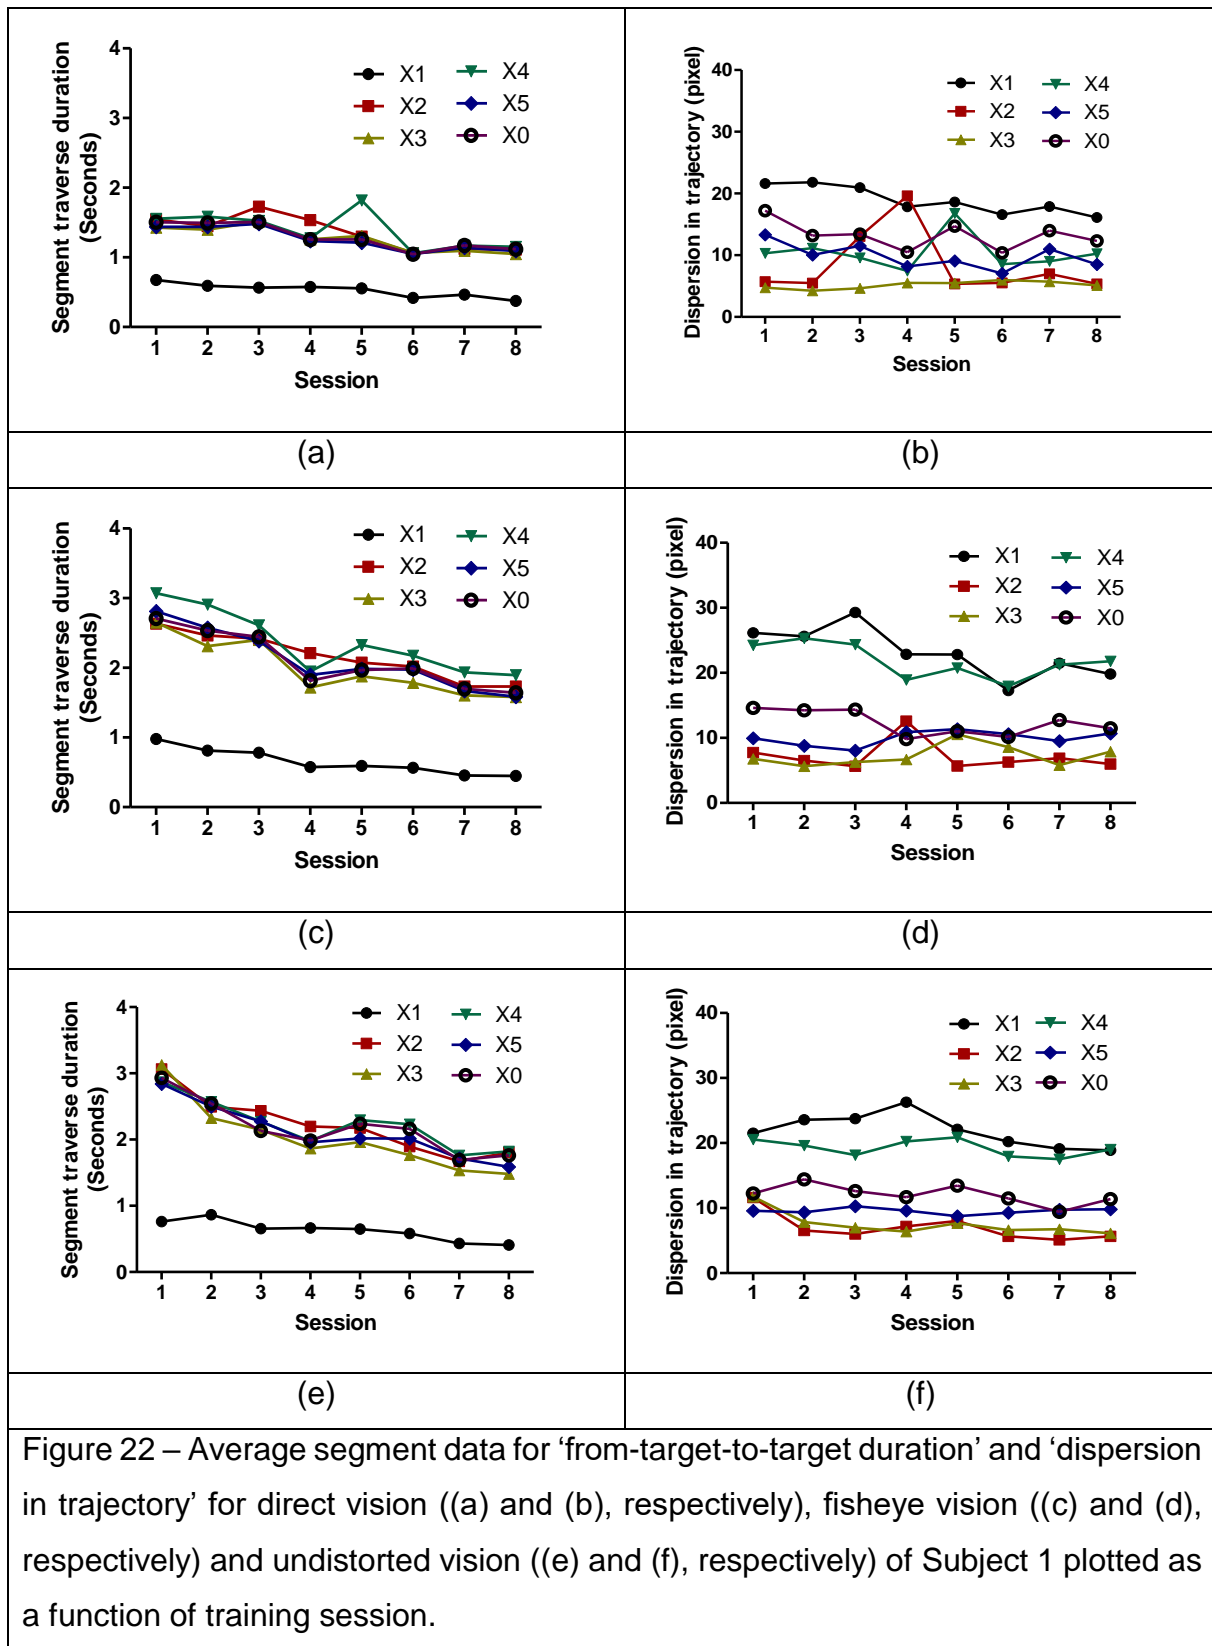 Segment traverse duration
(Seconds)
4
3
2
1
0
X1
X2
X3
X4
X5
X0
1 2 3 4 5 6 7 8
Session
Dispersion in trajectory (pixel)
40
30
20
10
0
X1
X2
X3
X4
X5
X0
1 2 3 4 5 6 7 8
Session
(a)
(b)
Segment traverse duration
(Seconds)
4
3
2
1
0
X1
X2
X3
X4
X5
X0
1 2 3 4 5 6 7 8
Session
Dispersion in trajectory (pixel)
40
30
20
10
0
X1
X2
X3
X4
X5
X0
1 2 3 4 5 6 7 8
Session
(c)
(d)
Segment traverse duration
(Seconds)
4
3
2
1
0
X1
X2
X3
X4
X5
X0
1 2 3 4 5 6 7 8
Session
Dispersion in trajectory (pixel)
40
30
20
10
0
X1
X2
X3
X4
X5
X0
1 2 3 4 5 6 7 8
Session
(e)
(f)
Figure 22 – Average segment data for ‘from-target-to-target duration’ and ‘dispersion
in trajectory’ for direct vision ((a) and (b), respectively), fisheye vision ((c) and (d),
respectively) and undistorted vision ((e) and (f), respectively) of Subject 1 plotted as
a function of training session.